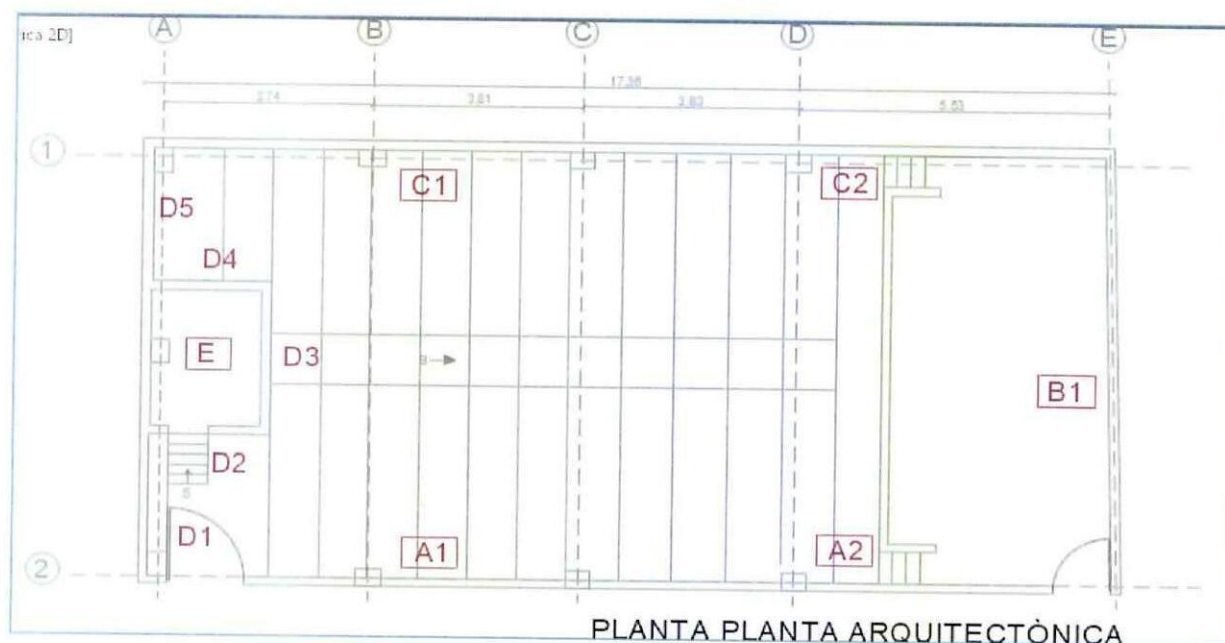 A B C D E
ica 2D]
17.36
3.74 3.81 3.83 5.53
1
C1 C2
D5
D4
E D3 B1
D2
S
D1 A1 A2
2
PLANTA PLANTA ARQUITECTÒNICA